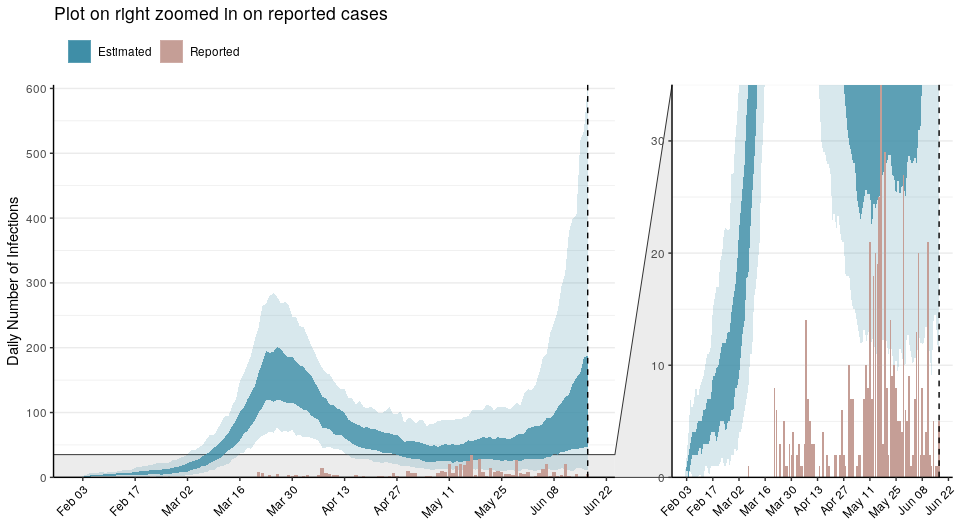 Plot on right zoomed in on reported cases
Estimated Reported
Daily Number of Infections
600
500
400
300
200
100
0
Feb 03 Feb 17 Mar 02 Mar 16 Mar 30 Apr 13 Apr 27 May 11 May 25 Jun 08 Jun 22
30
20
10
0
Feb 03 Feb 17 Mar 02 Mar 16 Mar 30 Apr 13 Apr 27 May 11 May 25 Jun 08 Jun 22